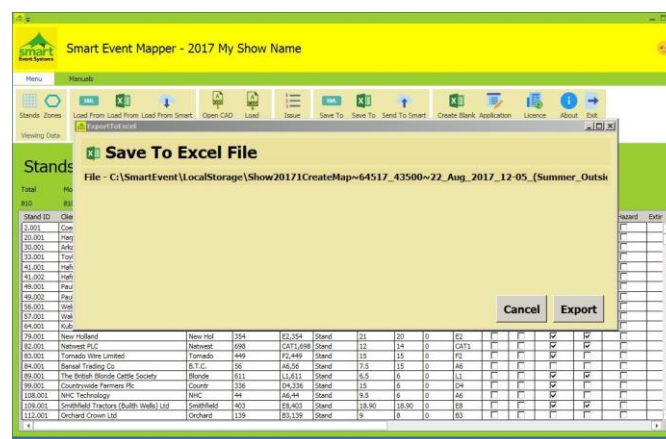 smart
Event Systems
Smart Event Mapper - 2017 My Show Name
Menu Manuals
XML
Stands Zones Load From Load From Load From Smart Open CAD Load Issue Save To Save To Send To Smart Create Blank Application Licence About Exit
Viewing Data
ExportToExcel
Save To Excel File
File - C:\SmartEvent\LocalStorage\Show20171CreateMap~64517_43500~22_Aug_2017_12-05_(Summer_Outsi
Cancel Export
Stands
Total
810
Stand ID Hazard
2.001
20.001
30.001
33.001
41.001
41.002
49.001
49.002
56.001
57.001
64.001
79.001 New Holland New Hol 354 E2,354 Stand 21 20 0 E2
82.001 Natwest PLC Natwest 698 CAT1,698 Stand 12 14 0 CAT1
83.001 Tornado Wire Limited Tornado 449 F2,449 Stand 15 15 0 F2
84.001 Bansal Trading Co B.T.C. 56 A6,56 Stand 7.5 15 0 A6
89.001 The British Blonde Cattle Society Blonde 611 L1,611 Stand 6.5 6 0 L1
99.001 Countrywide Farmers Plc Countr 336 D4,336 Stand 15 6 0 D4
108.001 NHC Technology NHC 44 A6,44 Stand 9.5 6 0 A6
109.001 Smithfield Tractors (Builth Wells) Ltd Smithfield 403 E8,403 Stand 18.90 18.90 0 E8
112.001 Orchard Crown Ltd Orchard 139 B3,139 Stand 9 8 0 B3